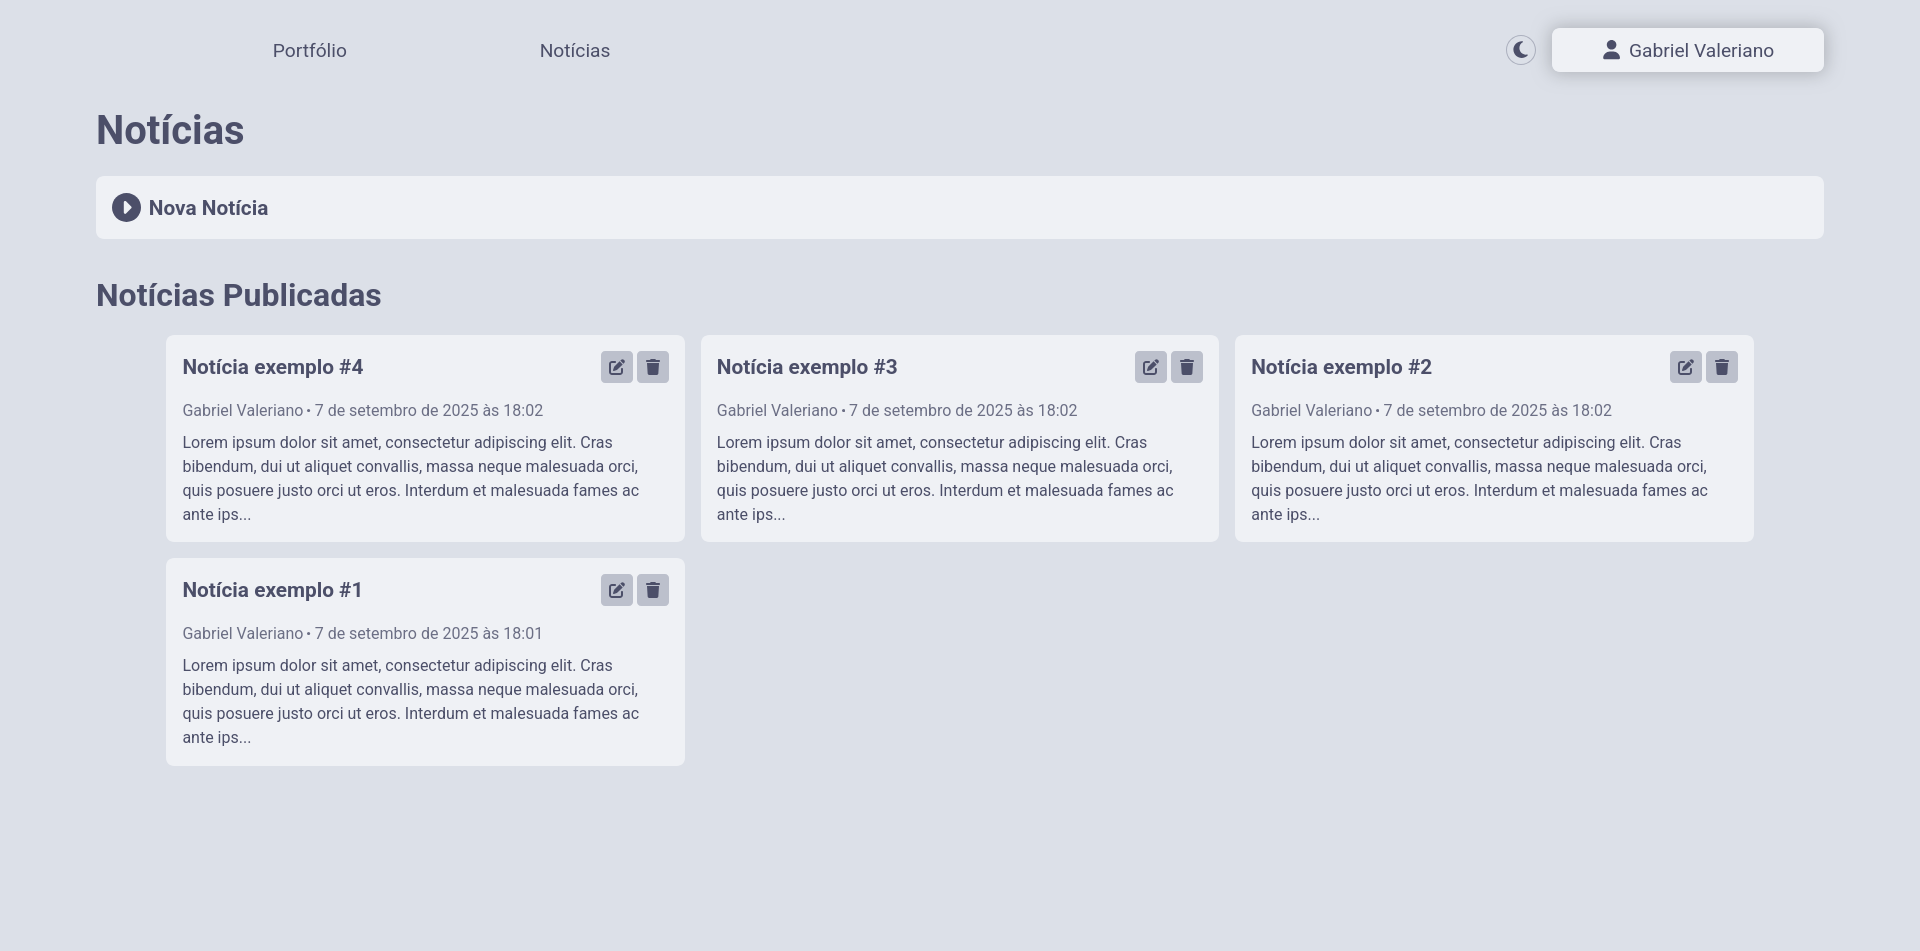 Portfólio
Notícias
Gabriel Valeriano
Notícias
Nova Notícia
Notícias Publicadas
Notícia exemplo #4
Gabriel Valeriano • 7 de setembro de 2025 às 18:02
Lorem ipsum dolor sit amet, consectetur adipiscing elit. Cras
bibendum, dui ut aliquet convallis, massa neque malesuada orci,
quis posuere justo orci ut eros. Interdum et malesuada fames ac
ante ips...
Notícia exemplo #3
Gabriel Valeriano • 7 de setembro de 2025 às 18:02
Lorem ipsum dolor sit amet, consectetur adipiscing elit. Cras
bibendum, dui ut aliquet convallis, massa neque malesuada orci,
quis posuere justo orci ut eros. Interdum et malesuada fames ac
ante ips...
Notícia exemplo #2
Gabriel Valeriano • 7 de setembro de 2025 às 18:02
Lorem ipsum dolor sit amet, consectetur adipiscing elit. Cras
bibendum, dui ut aliquet convallis, massa neque malesuada orci,
quis posuere justo orci ut eros. Interdum et malesuada fames ac
ante ips...
Notícia exemplo #1
Gabriel Valeriano • 7 de setembro de 2025 às 18:01
Lorem ipsum dolor sit amet, consectetur adipiscing elit. Cras
bibendum, dui ut aliquet convallis, massa neque malesuada orci,
quis posuere justo orci ut eros. Interdum et malesuada fames ac
ante ips...